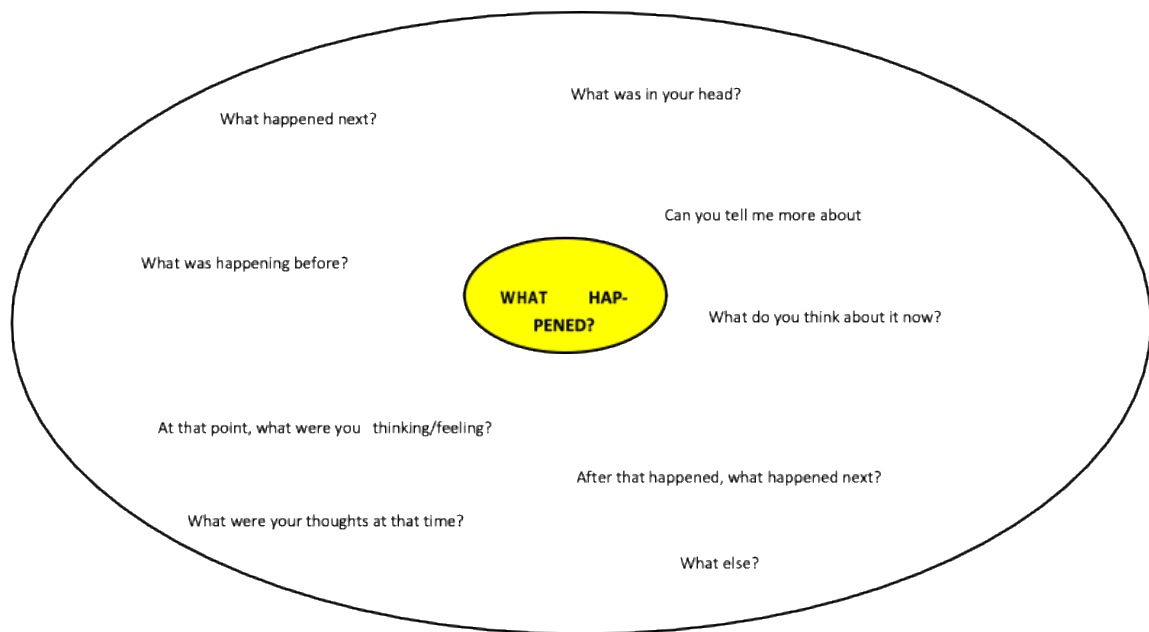 What was in your head?
What happened next?
Can you tell me more about
What was happening before?
WHAT HAP-
PENED?
What do you think about it now?
At that point, what were you thinking/feeling?
After that happened, what happened next?
What were your thoughts at that time?
What else?